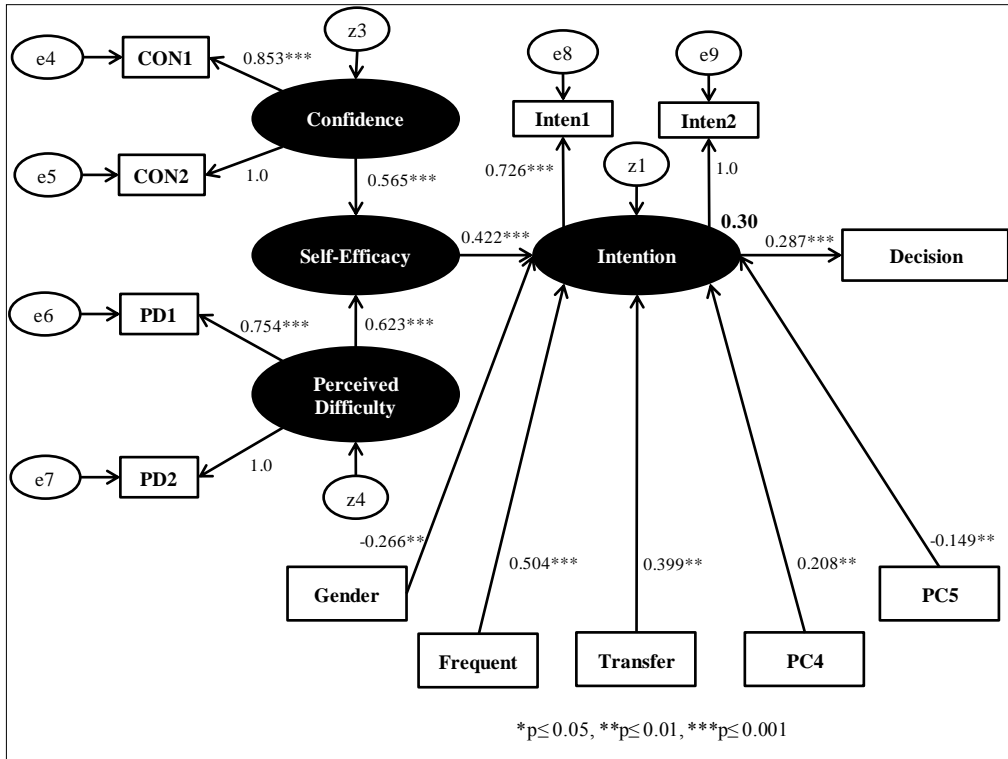 z3
e4
CON1
0.853***
e8
e9
Confidence
Inten1
Inten2
e5
CON2
1.0
0.565***
0.726***
z1
1.0
0.30
Self-Efficacy
0.422***
Intention
0.287***
Decision
e6
PD1
0.754***
0.623***
Perceived
Difficulty
e7
PD2
1.0
z4
-0.266**
0.504***
0.399**
0.208**
-0.149**
Gender
PC5
Frequent
Transfer
PC4
*p≤0.05, **p≤0.01, ***p≤0.001